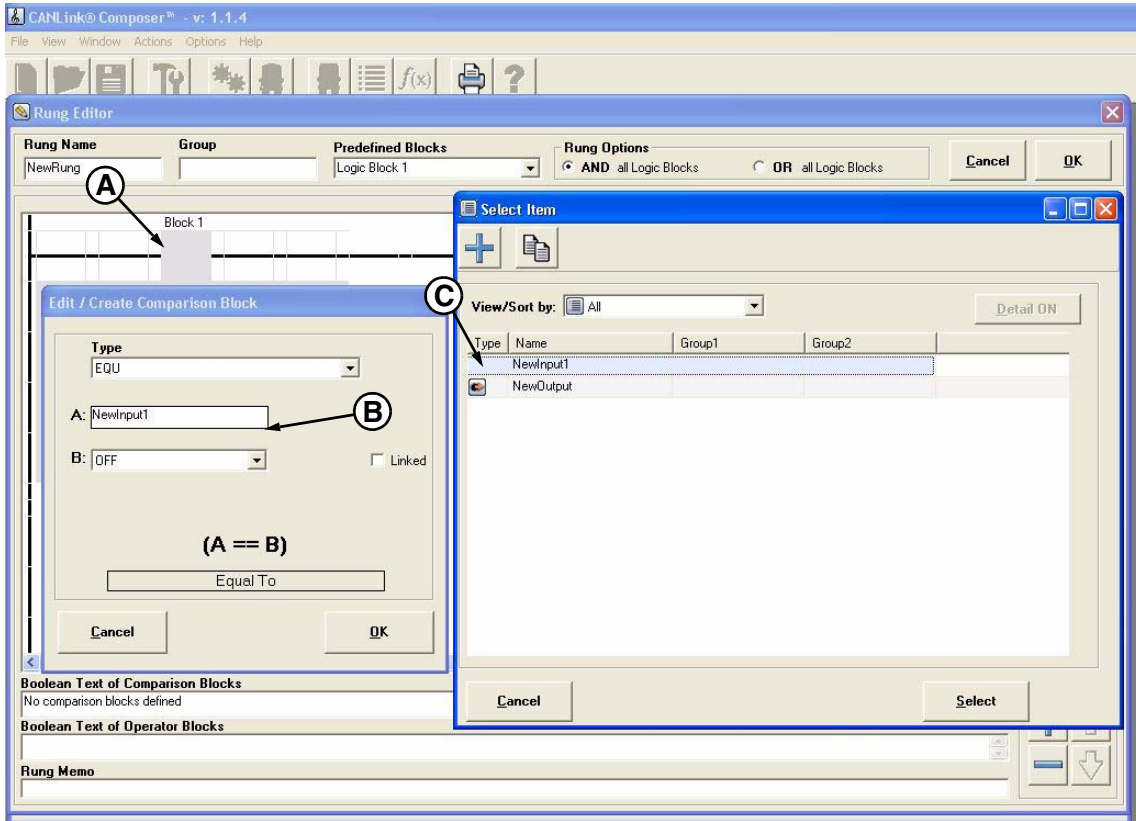 CANLink® Composer™ - v: 1.1.4
File View Window Actions Options Help
f(x)
Rung Editor
Rung Name Group Predefined Blocks Rung Options
NewRung Logic Block 1 AND all Logic Blocks OR all Logic Blocks Cancel OK
A
Block 1
Select Item
Edit / Create Comparison Block
Type
EQU
A: NewInput1
B
B: OFF Linked
(A == B)
Equal To
Cancel OK
C
View/Sort by: All Detail ON
Type Name Group1 Group2
NewInput1
NewOutput
Cancel Select
Boolean Text of Comparison Blocks
No comparison blocks defined
Boolean Text of Operator Blocks
Rung Memo